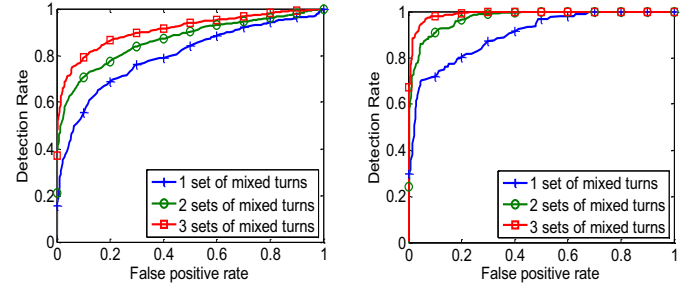 1
0.8
0.6
0.4
0.2
0
Detection Rate
1 set of mixed turns
2 sets of mixed turns
3 sets of mixed turns
0 0.2 0.4 0.6 0.8 1
False positive rate
1
0.8
0.6
0.4
0.2
0
Detection Rate
1 set of mixed turns
2 sets of mixed turns
3 sets of mixed turns
0 0.2 0.4 0.6 0.8 1
False positive rate